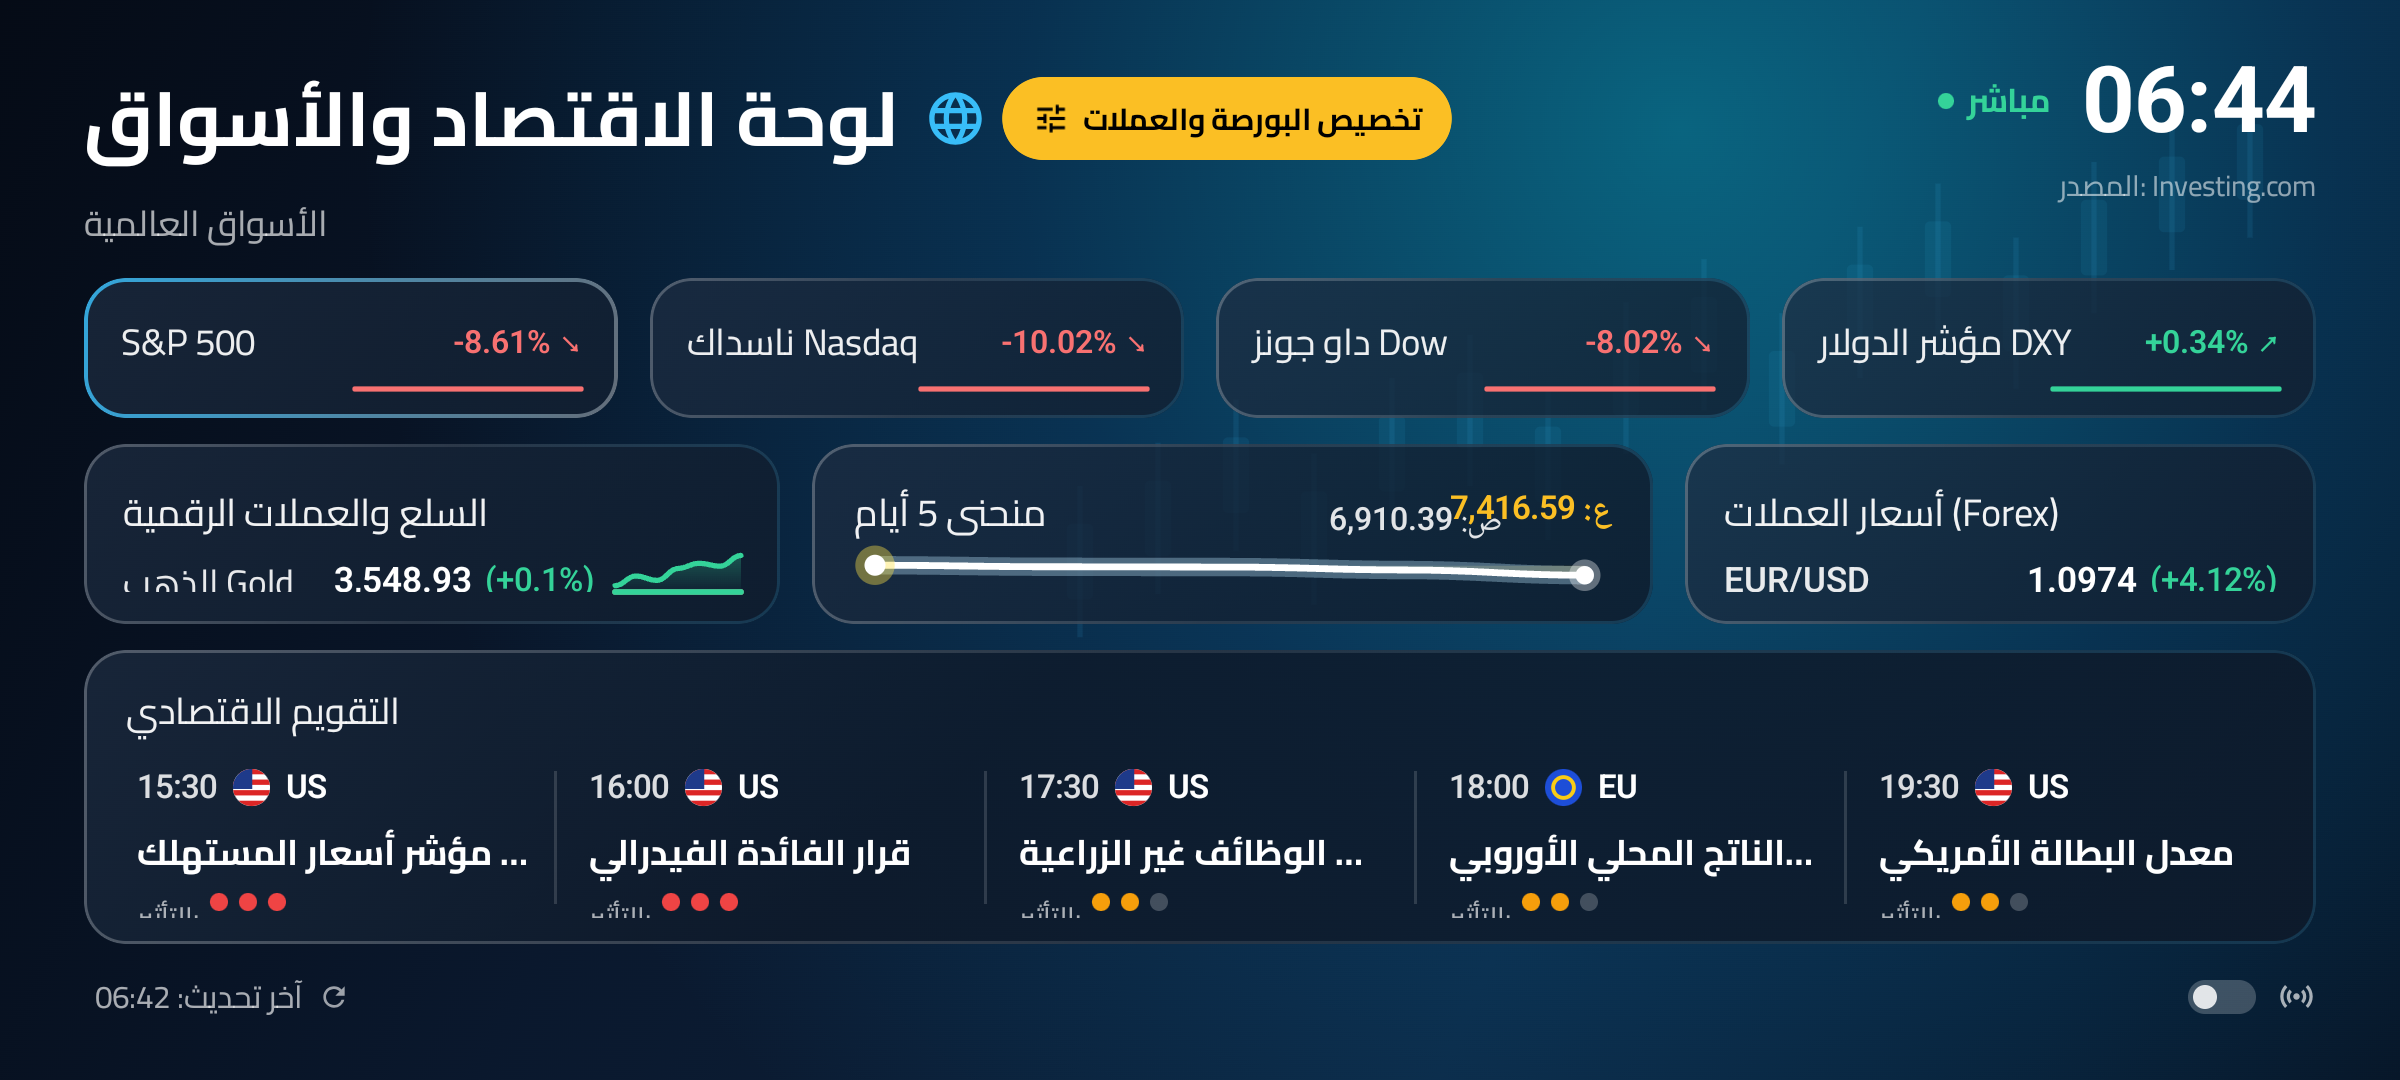 لوحة الاقتصاد والأسواق
تخصيص البورصة والعملات
مباشر
06:44
المصدر: Investing.com
الأسواق العالمية
S&P 500 -8.61% ↘
ناسداك Nasdaq -10.02% ↘
داو جونز Dow -8.02% ↘
مؤشر الدولار DXY +0.34% ↗
السلع والعملات الرقمية
الذهب Gold 3.548.93 (+0.1%)
منحنى 5 أيام
ص: 6,910.39
ع: 7,416.59
أسعار العملات (Forex)
EUR/USD 1.0974 (+4.12%)
التقويم الاقتصادي
15:30 US
مؤشر أسعار المستهلك ...
16:00 US
قرار الفائدة الفيدرالي
17:30 US
الوظائف غير الزراعية ...
18:00 EU
الناتج المحلي الأوروبي...
19:30 US
معدل البطالة الأمريكي
آخر تحديث: 06:42